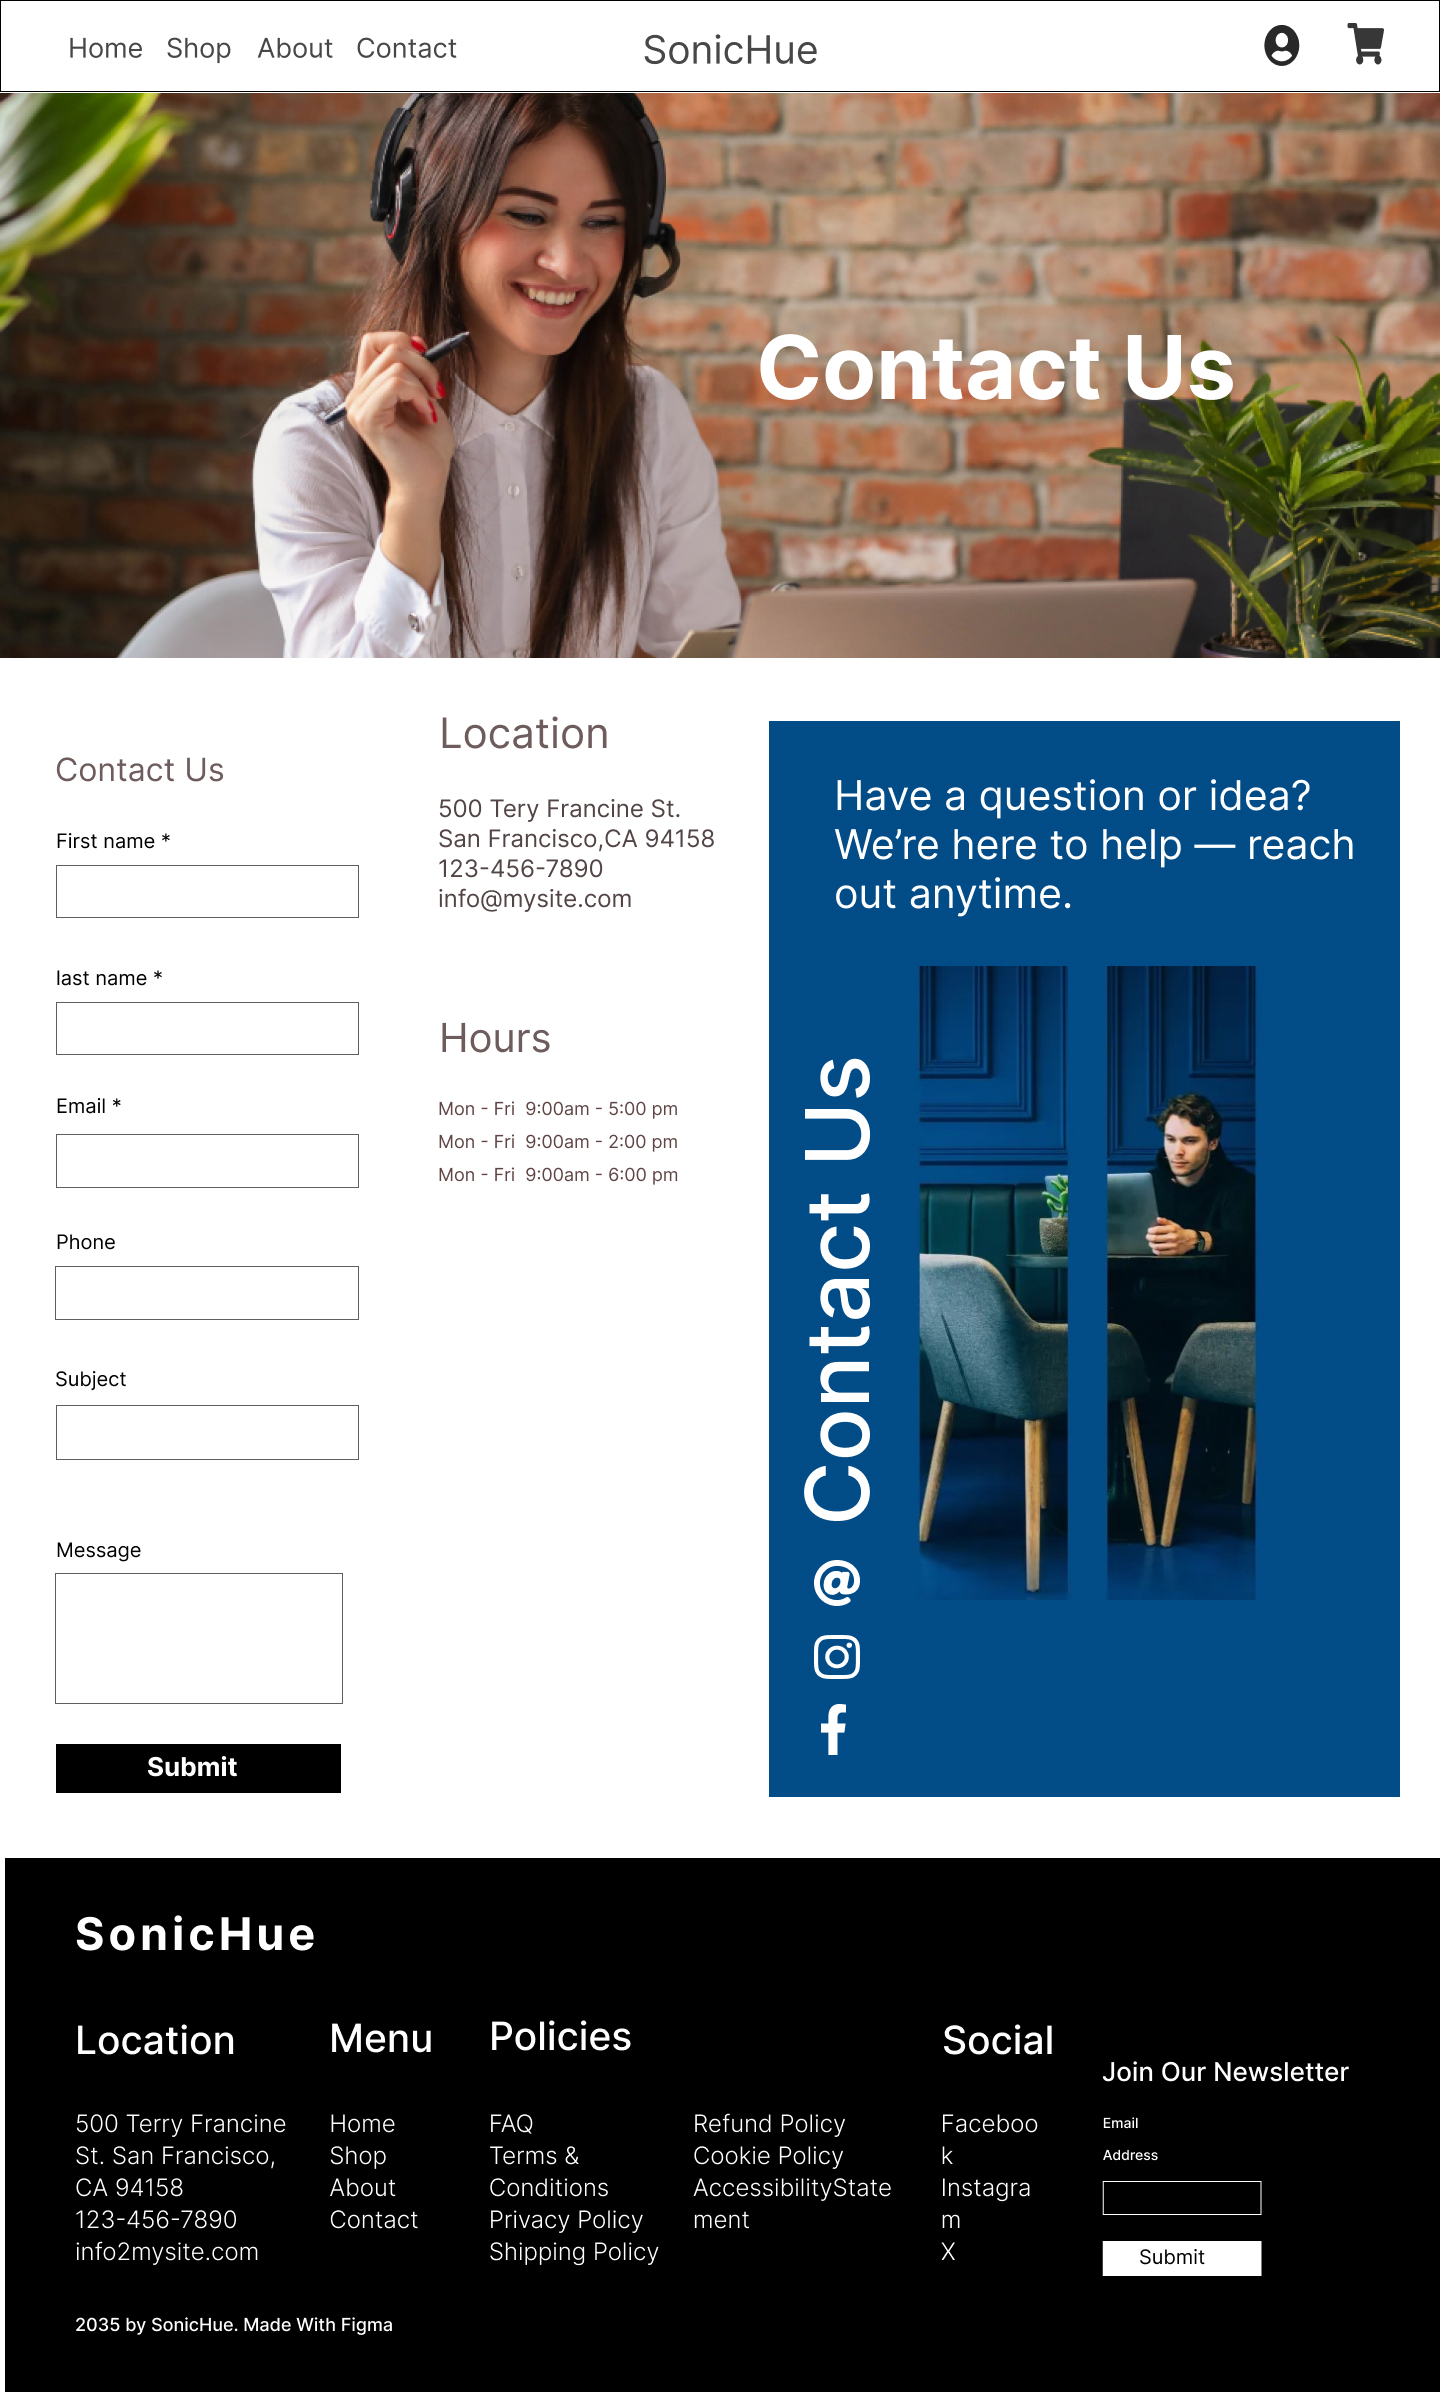 Home Shop About Contact SonicHue
Contact Us
Contact Us
First name *
last name *
Email *
Phone
Subject
Message
Submit
Location
500 Tery Francine St.
San Francisco,CA 94158
123-456-7890
info@mysite.com
Hours
Mon - Fri 9:00am - 5:00 pm
Mon - Fri 9:00am - 2:00 pm
Mon - Fri 9:00am - 6:00 pm
Have a question or idea?
We’re here to help — reach
out anytime.
Contact Us
SonicHue
Location
500 Terry Francine
St. San Francisco,
CA 94158
123-456-7890
info2mysite.com
Menu
Home
Shop
About
Contact
Policies
FAQ
Terms &
Conditions
Privacy Policy
Shipping Policy
Refund Policy
Cookie Policy
AccessibilityState
ment
Social
Faceboo
k
Instagra
m
X
Join Our Newsletter
Email
Address
Submit
2035 by SonicHue. Made With Figma